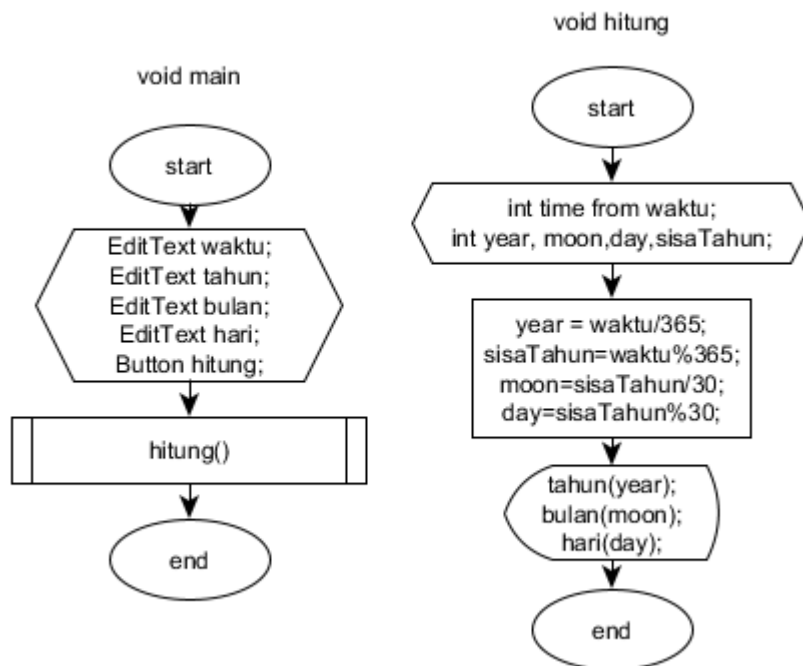 void main
start
EditText waktu;
EditText tahun;
EditText bulan;
EditText hari;
Button hitung;
hitung()
end
void hitung
start
int time from waktu;
int year, moon,day,sisaTahun;
year = waktu/365;
sisaTahun=waktu%365;
moon=sisaTahun/30;
day=sisaTahun%30;
tahun(year);
bulan(moon);
hari(day);
end